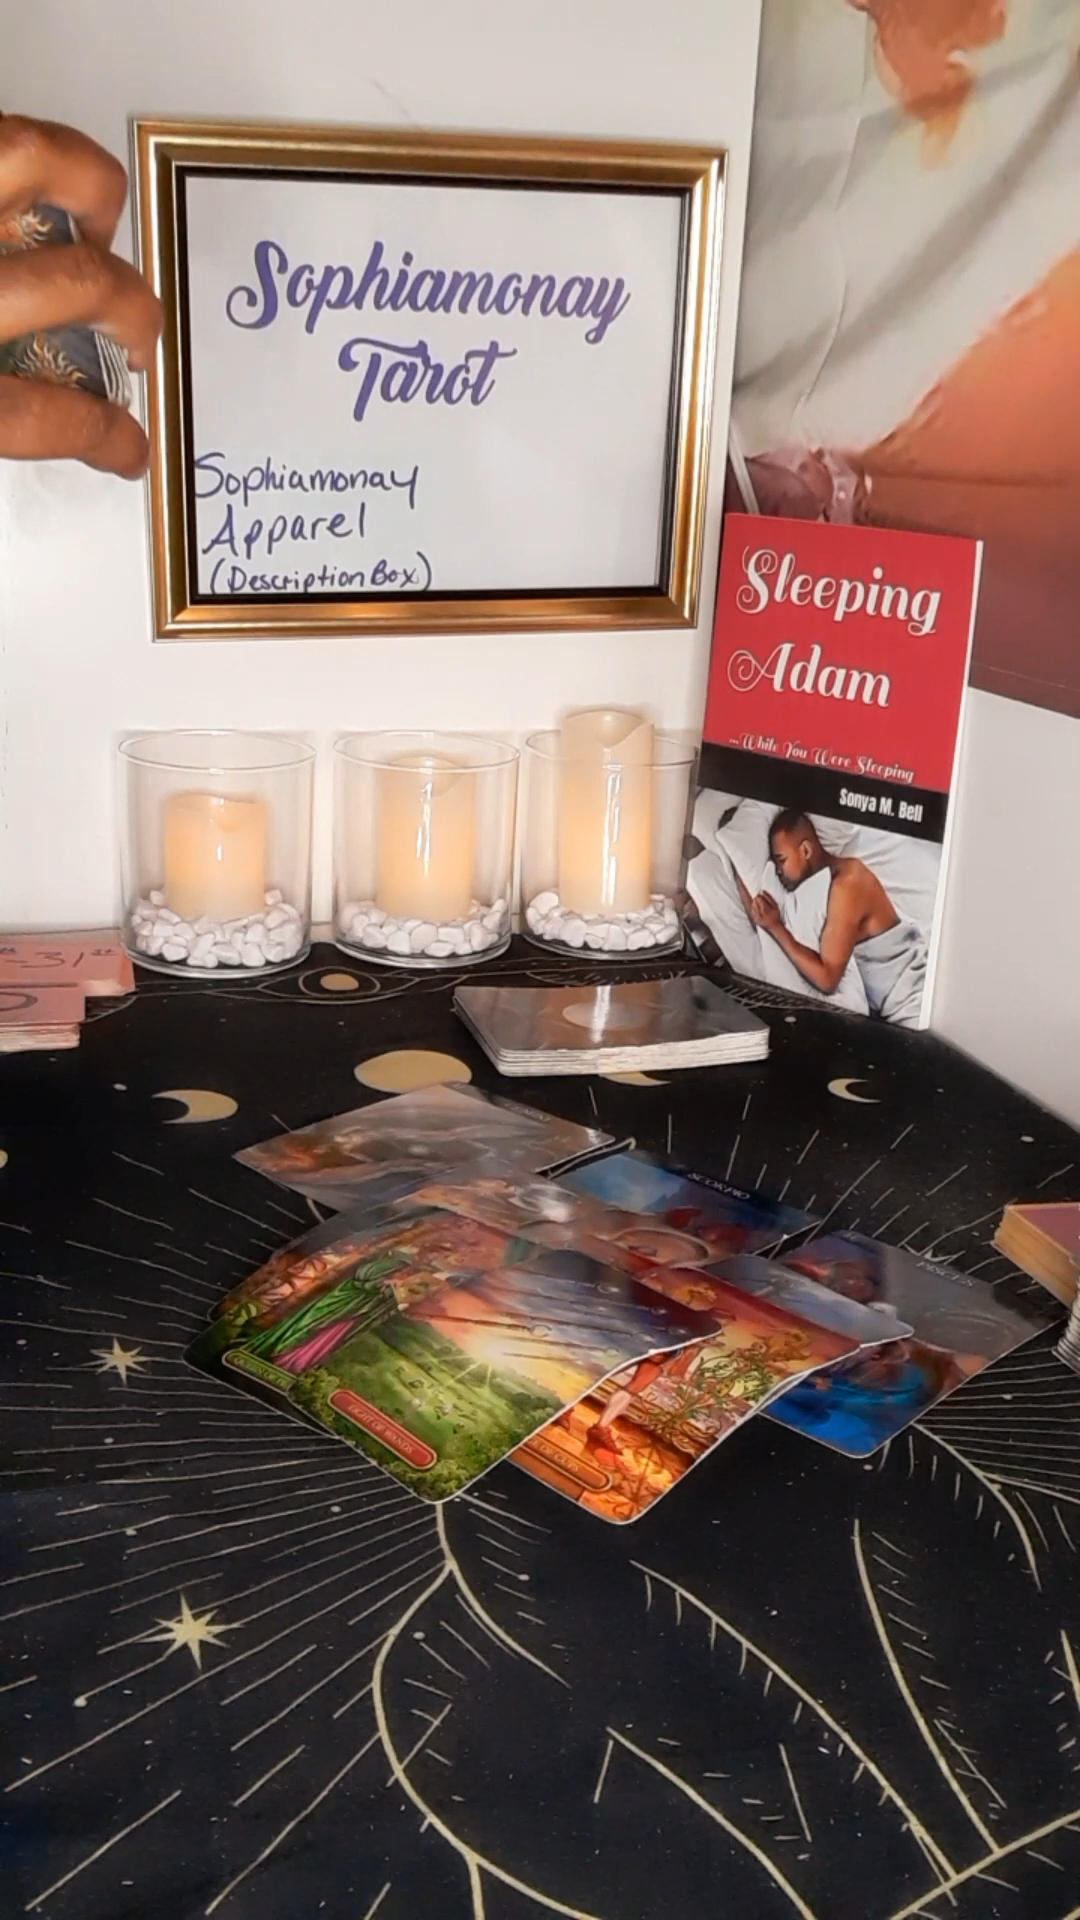 Sophiamonay
Tarot
Sophiamonay
Apparel
(Description Box)
Sleeping
Adam
...While You Were Sleeping
Sonya M. Bell
-31
SCORPIO
PISCES
EIGHT OF WANDS